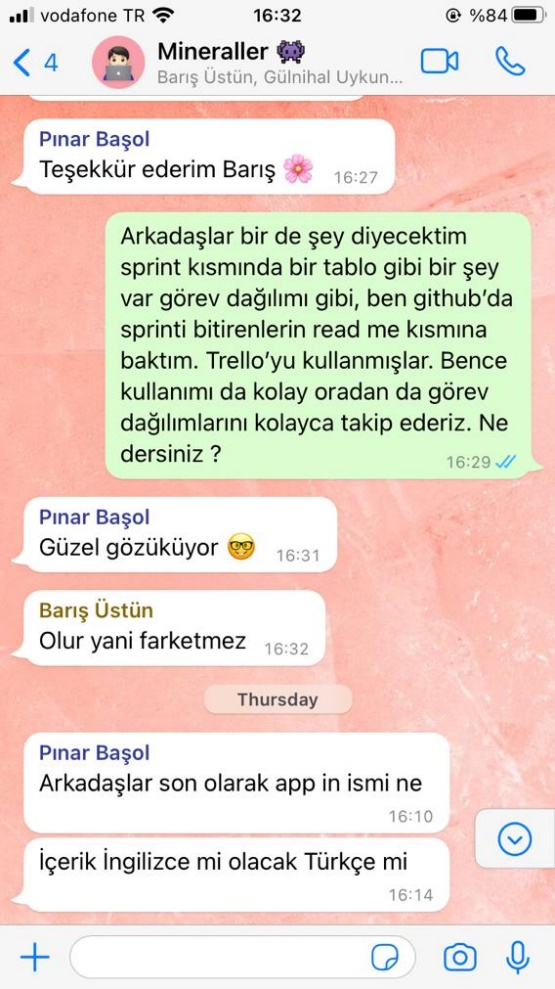 vodafone TR 16:32 %84
4 Mineraller 👾
Barış Üstün, Gülnihal Uykun...
Pınar Başol
Teşekkür ederim Barış 🌸 16:27
Arkadaşlar bir de şey diyecektim
sprint kısmında bir tablo gibi bir şey
var görev dağılımı gibi, ben github’da
sprinti bitirenlerin read me kısmına
baktım. Trello’yu kullanmışlar. Bence
kullanımı da kolay oradan da görev
dağılımlarını kolayca takip ederiz. Ne
dersiniz ? 16:29
Pınar Başol
Güzel gözüküyor 🤓 16:31
Barış Üstün
Olur yani farketmez 16:32
Thursday
Pınar Başol
Arkadaşlar son olarak app in ismi ne
16:10
İçerik İngilizce mi olacak Türkçe mi
16:14